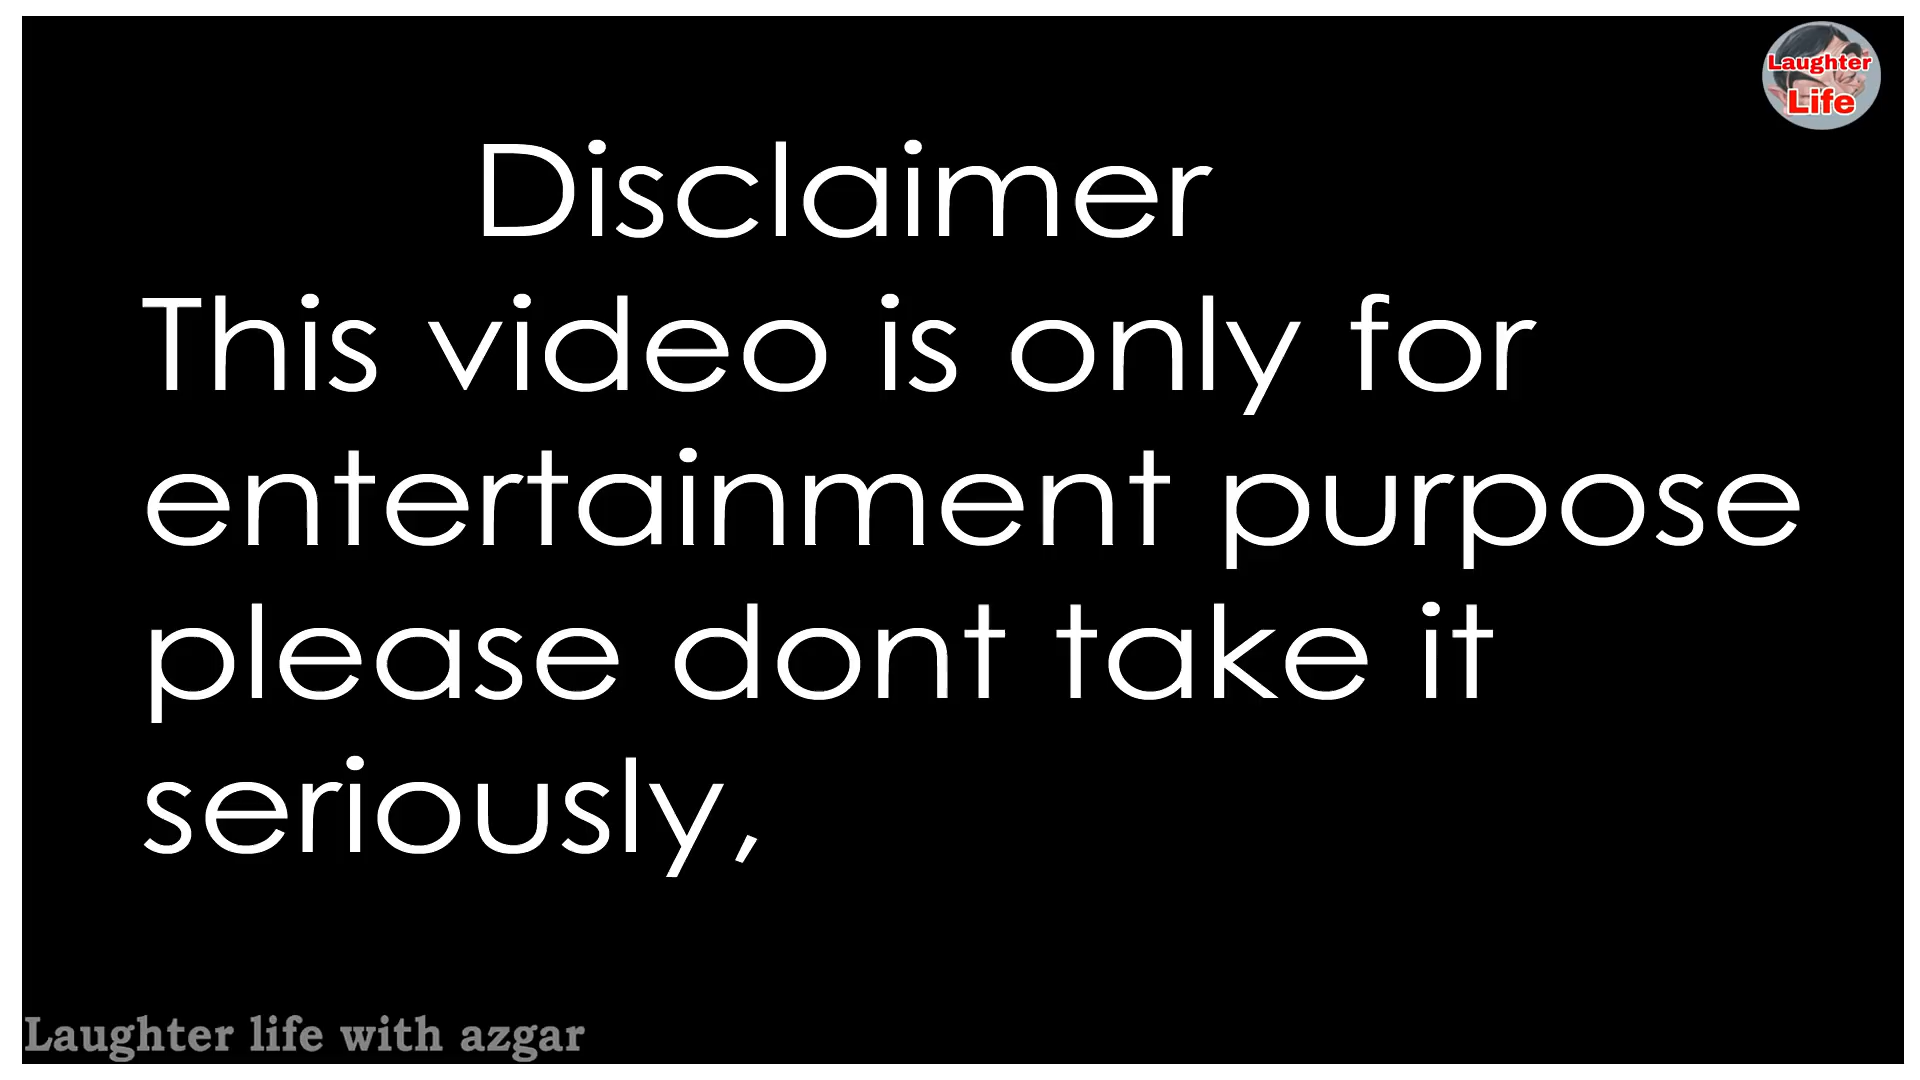 Laughter
Life
Disclaimer
This video is only for
entertainment purpose
please dont take it
seriously,
Laughter life with azgar